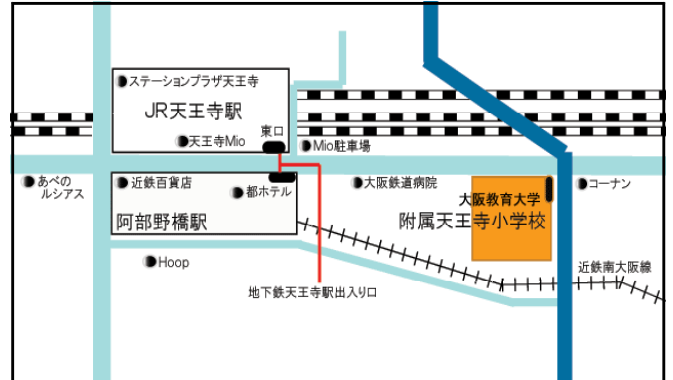 ステーションプラザ天王寺
JR天王寺駅
東口
天王寺Mio
Mio駐車場
あべの
ルシアス
近鉄百貨店
都ホテル
大阪鉄道病院
大阪教育大学
附属天王寺小学校
コーナン
阿部野橋駅
Hoop
地下鉄天王寺駅出入り口
近鉄南大阪線